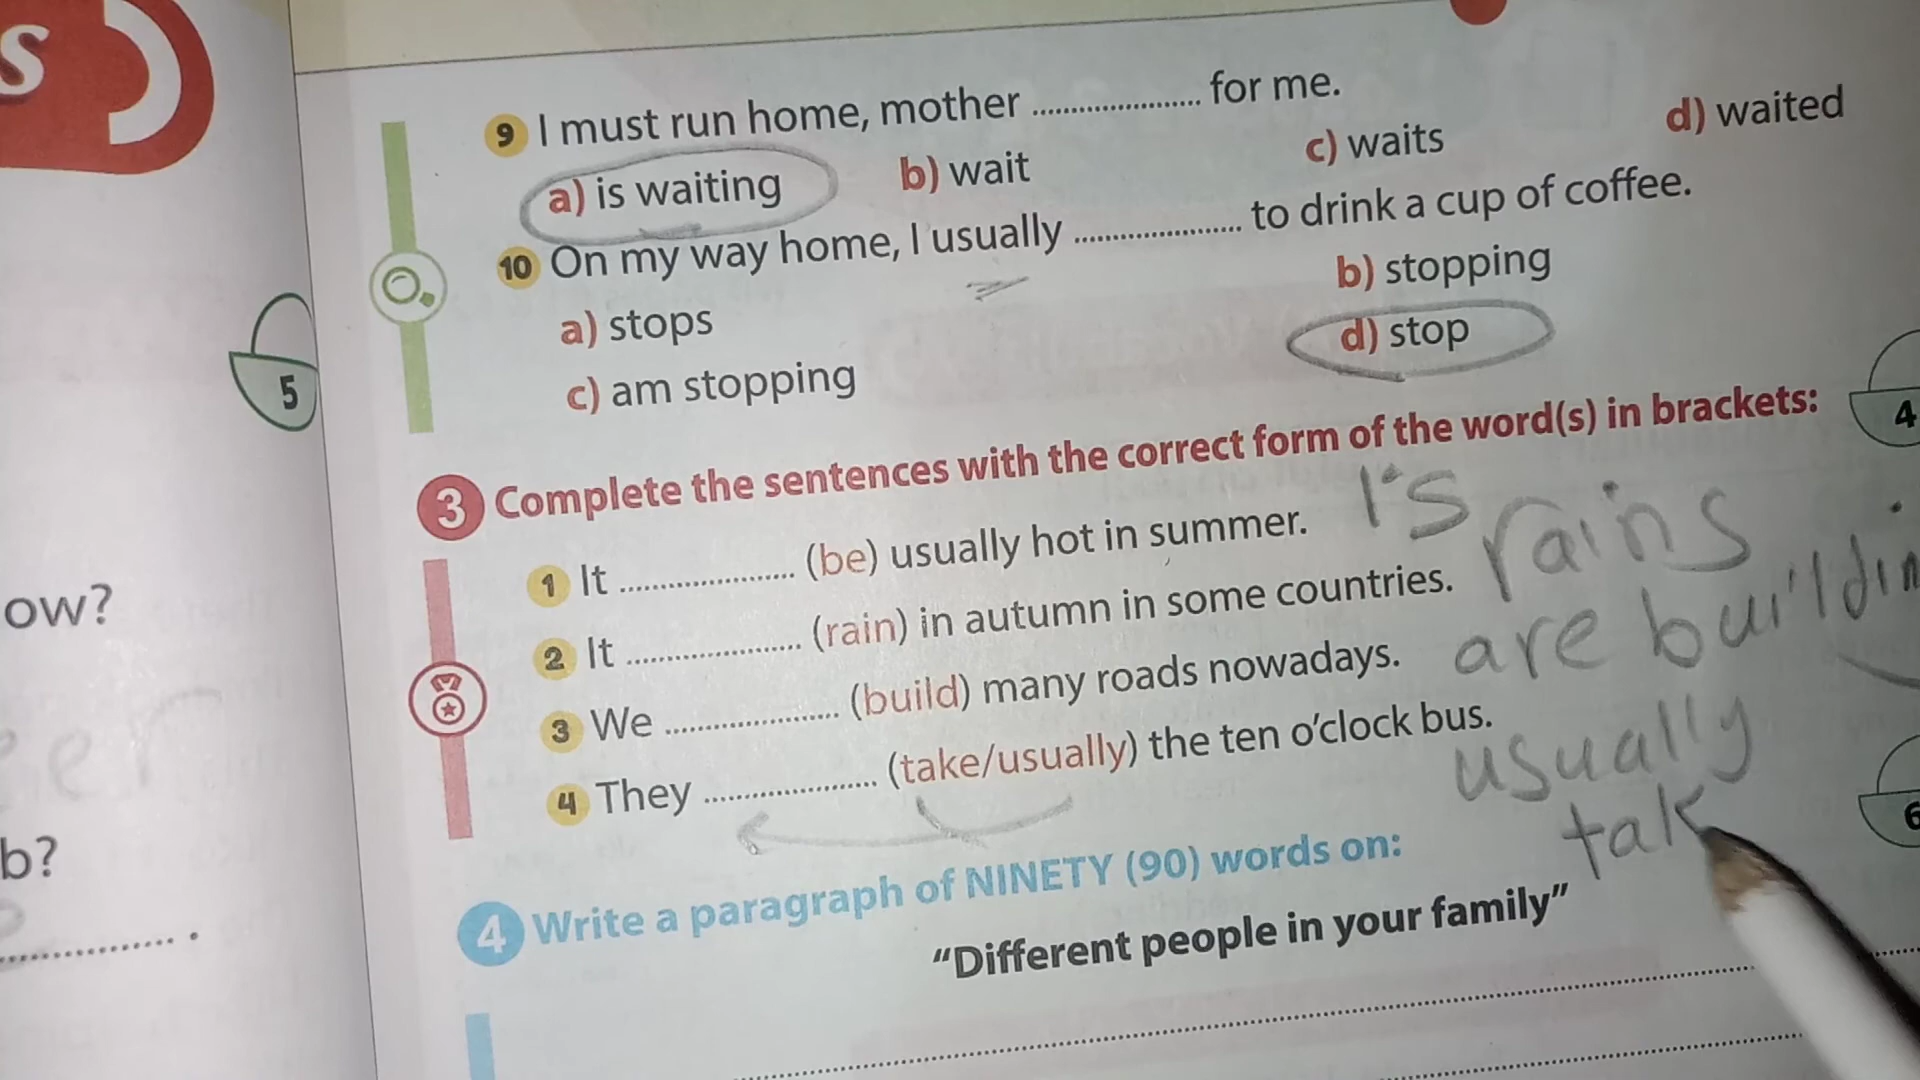 S
9 I must run home, mother .................... for me.
a) is waiting b) wait c) waits d) waited
10 On my way home, I usually .................... to drink a cup of coffee.
a) stops b) stopping
c) am stopping d) stop
5
4
3 Complete the sentences with the correct form of the word(s) in brackets:
1 It .................... (be) usually hot in summer. is
2 It .................... (rain) in autumn in some countries. rains
3 We .................... (build) many roads nowadays. are buildin
4 They .................... (take/usually) the ten o'clock bus. usually
tak
ow?
b?
6
4 Write a paragraph of NINETY (90) words on:
"Different people in your family"